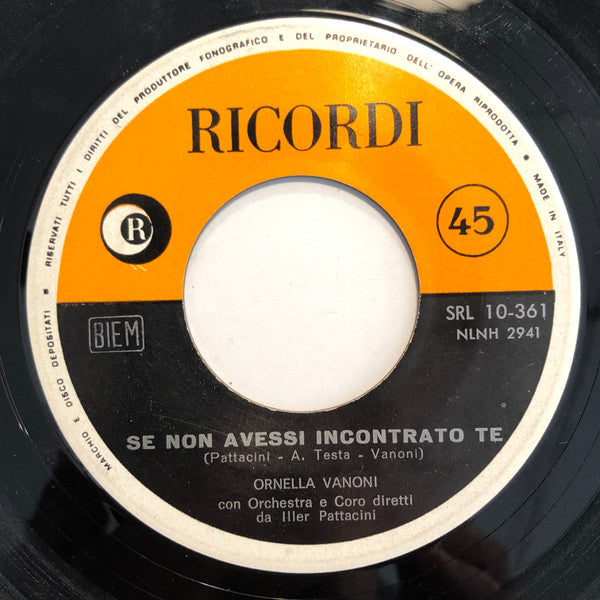 RISERVATI TUTTI I DIRITTI DEL PRODUTTORE FONOGRAFICO E DEL PROPRIETARIO DELL'OPERA RIPRODOTTA ■ MADE IN ITALY
MARCHIO E DISCO DEPOSITATI ■
RICORDI
R
45
BIEM
SRL 10-361
NLNH 2941
SE NON AVESSI INCONTRATO TE
(Pattacini - A. Testa - Vanoni)
ORNELLA VANONI
con Orchestra e Coro diretti
da Iller Pattacini